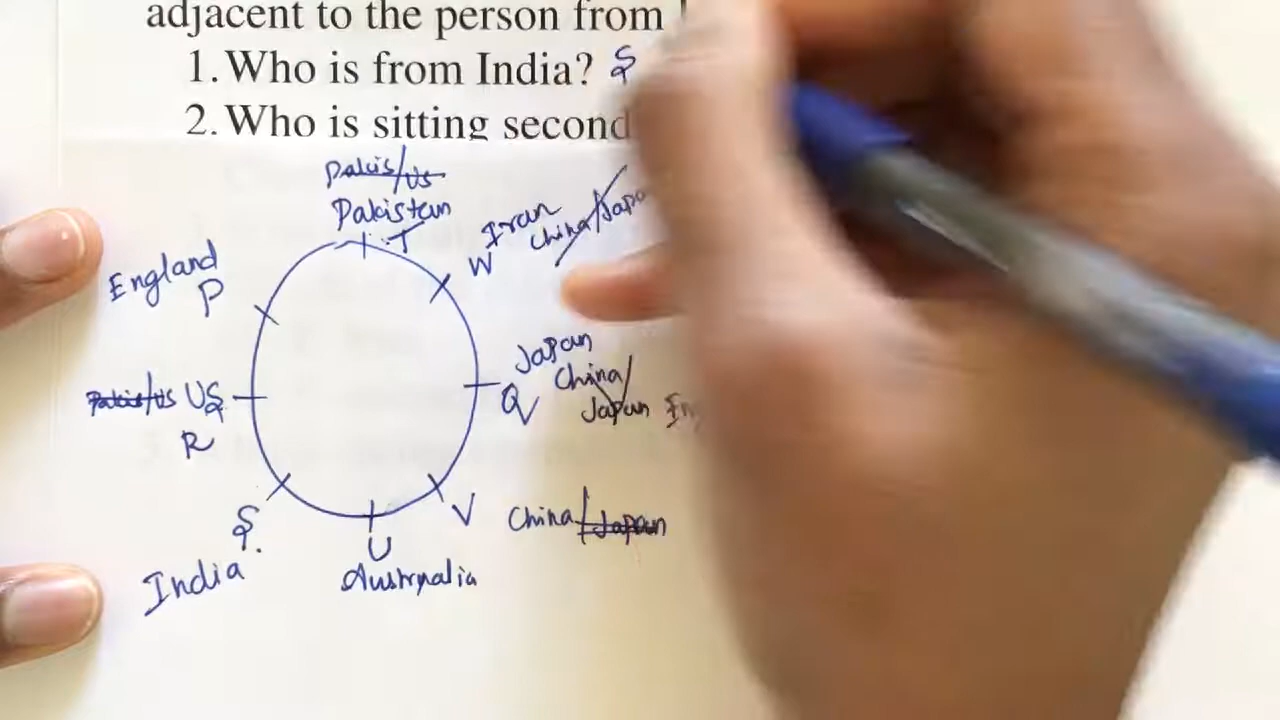 adjacent to the person from
1. Who is from India? S
2. Who is sitting second
Pakis/US
Pakistan
T
Iran
China/Japa
W
England
P
Japan
China/
Japan
Q
Pakis/US US
R
S.
India
V
China/Japan
U
Australia